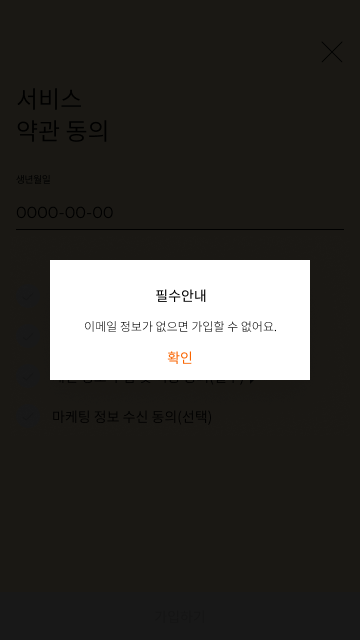 서비스
약관 동의
생년월일
0000-00-00
필수안내
이메일 정보가 없으면 가입할 수 없어요.
확인
마케팅 정보 수신 동의(선택)